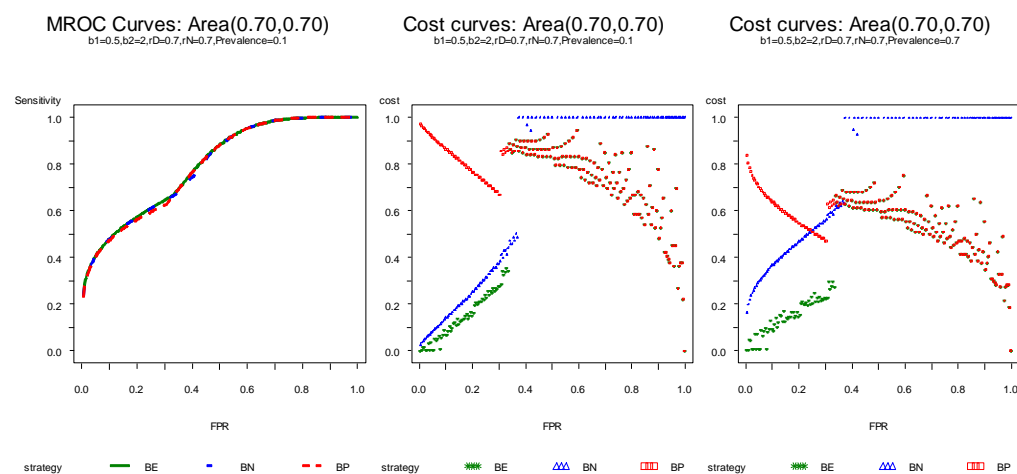 MROC Curves: Area(0.70,0.70)
b1=0.5,b2=2,rD=0.7,rN=0.7,Prevalence=0.1
Sensitivity
1.0
0.8
0.6
0.4
0.2
0.0
0.0 0.2 0.4 0.6 0.8 1.0
FPR
strategy BE BN BP
Cost curves: Area(0.70,0.70)
b1=0.5,b2=2,rD=0.7,rN=0.7,Prevalence=0.1
cost
1.0
0.8
0.6
0.4
0.2
0.0
0.0 0.2 0.4 0.6 0.8 1.0
FPR
strategy BE BN BP
Cost curves: Area(0.70,0.70)
b1=0.5,b2=2,rD=0.7,rN=0.7,Prevalence=0.7
cost
1.0
0.8
0.6
0.4
0.2
0.0
0.0 0.2 0.4 0.6 0.8 1.0
FPR
strategy BE BN BP